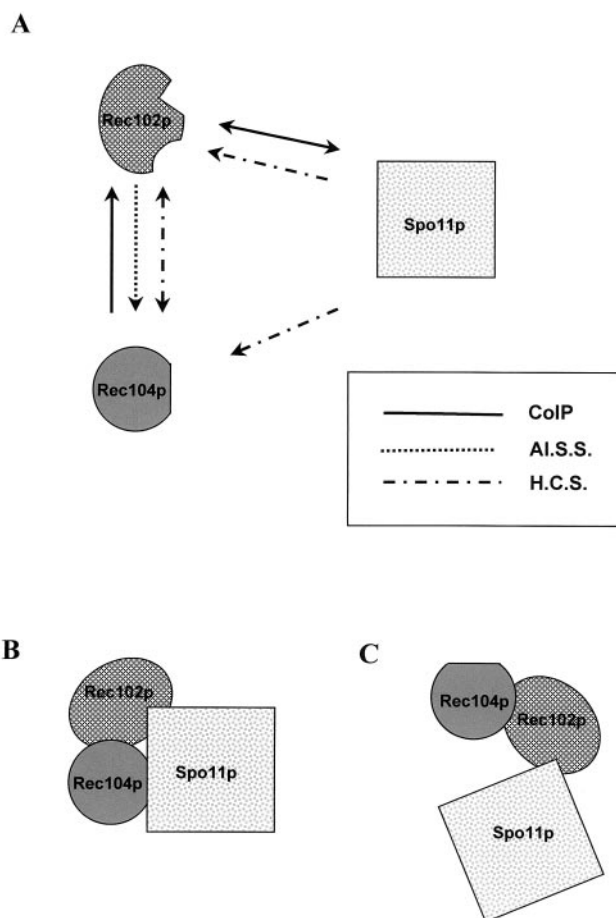 A
Rec102p
Spo11p
Rec104p
CoIP
Al.S.S.
H.C.S.
B
Rec102p
Rec104p
Spo11p
C
Rec104p
Rec102p
Spo11p